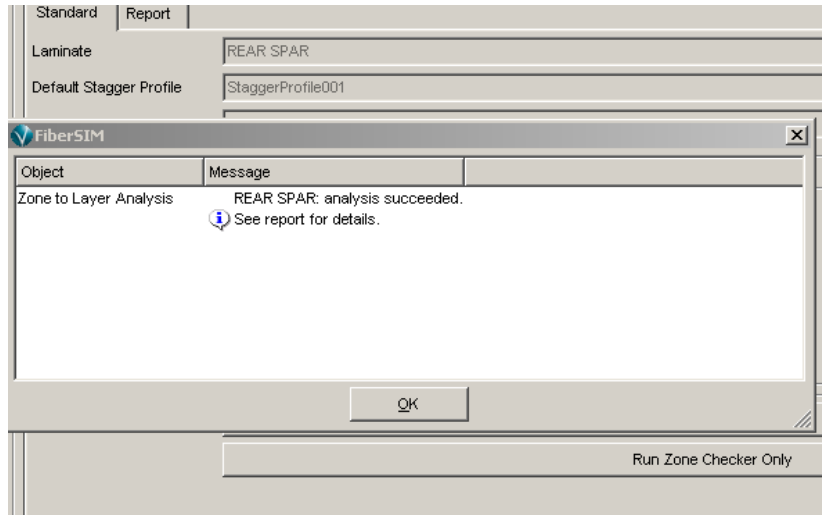 Standard Report
Laminate REAR SPAR
Default Stagger Profile StaggerProfile001
FiberSIM
Object Message
Zone to Layer Analysis REAR SPAR: analysis succeeded.
See report for details.
OK
Run Zone Checker Only